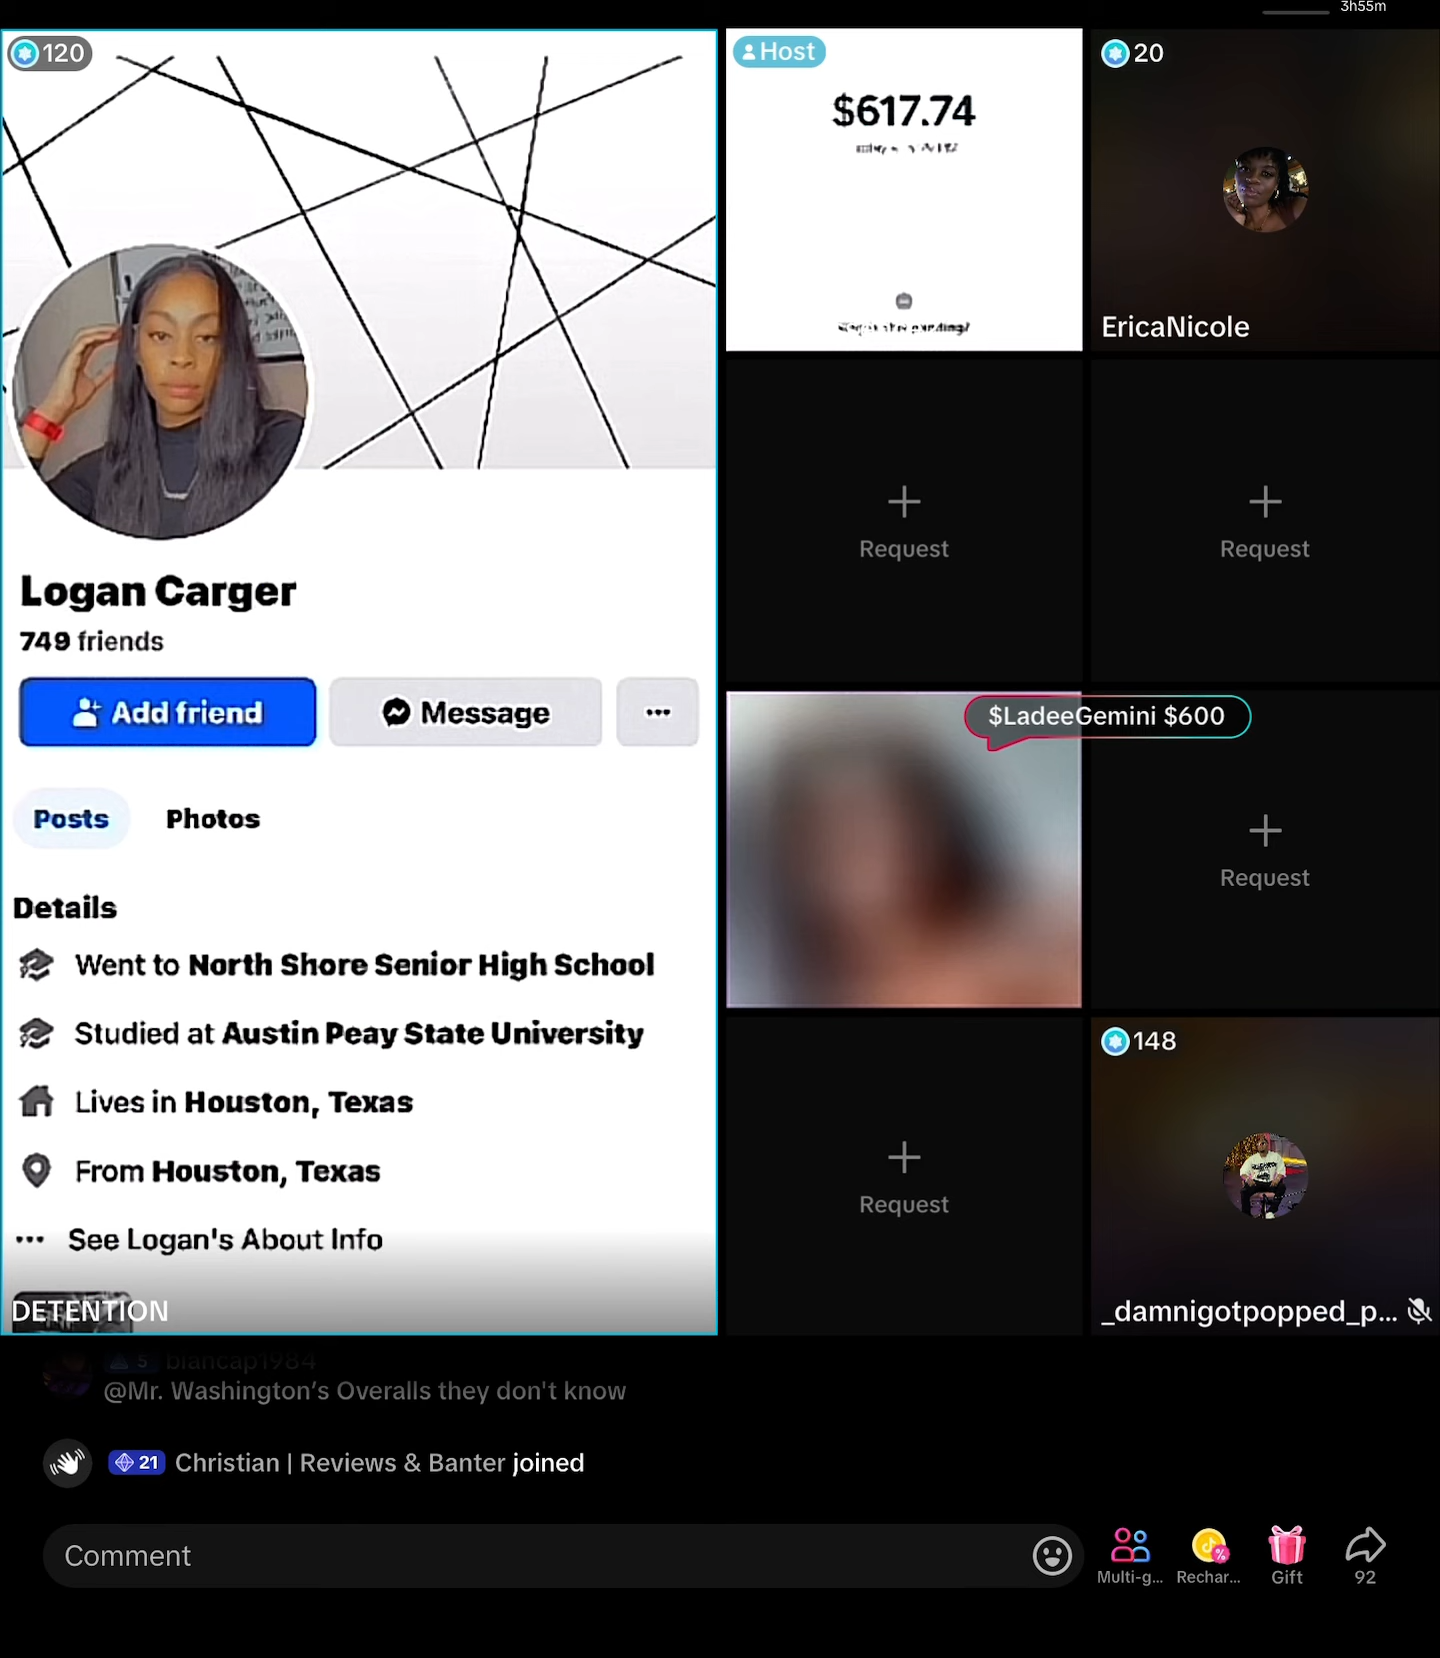 3h55m
120
Host
$617.74
20
EricaNicole
Request
Request
Logan Carger
749 friends
Add friend
Message
Posts
Photos
$LadeeGemini $600
Request
Details
Went to North Shore Senior High School
Studied at Austin Peay State University
Lives in Houston, Texas
From Houston, Texas
See Logan's About Info
DETENTION
Request
148
_damnigotpopped_p...
5 biancap1984
@Mr. Washington’s Overalls they don't know
21 Christian | Reviews & Banter joined
Comment
Multi-g...
Rechar...
Gift
92